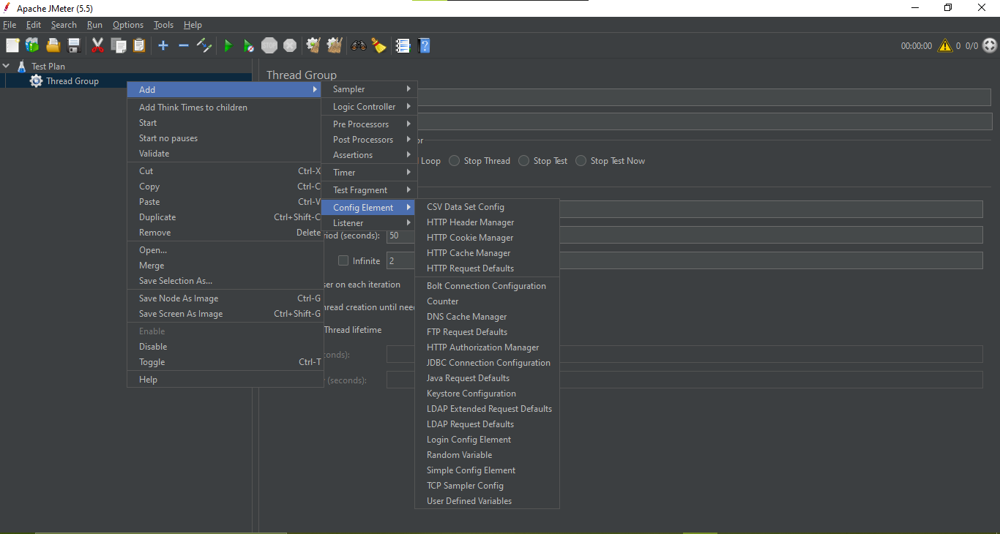 Apache JMeter (5.5)
File Edit Search Run Options Tools Help
STOP
00:00:00 0 0/0
Test Plan
Thread Group
Thread Group
Add
Add Think Times to children
Start
Start no pauses
Validate
Cut Ctrl-X
Copy Ctrl-C
Paste Ctrl-V
Duplicate Ctrl+Shift-C
Remove Delete
Open...
Merge
Save Selection As...
Save Node As Image Ctrl-G
Save Screen As Image Ctrl+Shift-G
Enable
Disable
Toggle Ctrl-T
Help
Sampler
Logic Controller
Pre Processors
Post Processors
Assertions
Timer
Test Fragment
Config Element
Listener
CSV Data Set Config
HTTP Header Manager
HTTP Cookie Manager
HTTP Cache Manager
HTTP Request Defaults
Bolt Connection Configuration
Counter
DNS Cache Manager
FTP Request Defaults
HTTP Authorization Manager
JDBC Connection Configuration
Java Request Defaults
Keystore Configuration
LDAP Extended Request Defaults
LDAP Request Defaults
Login Config Element
Random Variable
Simple Config Element
TCP Sampler Config
User Defined Variables
or
Loop Stop Thread Stop Test Stop Test Now
riod (seconds): 50
Infinite 2
ser on each iteration
hread creation until nee
Thread lifetime
onds):
(seconds):